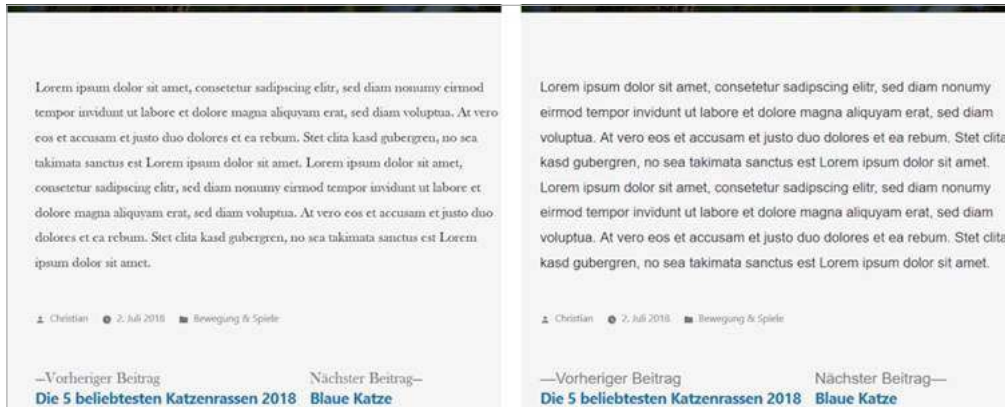 Lorem ipsum dolor sit amet, consetetur sadipscing elitr, sed diam nonumy eirmod
tempor invidunt ut labore et dolore magna aliquyam erat, sed diam voluptua. At vero
eos et accusam et justo duo dolores et ea rebum. Stet clita kasd gubergren, no sea
takimata sanctus est Lorem ipsum dolor sit amet. Lorem ipsum dolor sit amet,
consetetur sadipscing elitr, sed diam nonumy eirmod tempor invidunt ut labore et
dolore magna aliquyam erat, sed diam voluptua. At vero eos et accusam et justo duo
dolores et ea rebum. Stet clita kasd gubergren, no sea takimata sanctus est Lorem
ipsum dolor sit amet.
Christian 2. Juli 2018 Bewegung & Spiele
—Vorheriger Beitrag
Die 5 beliebtesten Katzenrassen 2018
Nächster Beitrag—
Blaue Katze
Lorem ipsum dolor sit amet, consetetur sadipscing elitr, sed diam nonumy
eirmod tempor invidunt ut labore et dolore magna aliquyam erat, sed diam
voluptua. At vero eos et accusam et justo duo dolores et ea rebum. Stet clita
kasd gubergren, no sea takimata sanctus est Lorem ipsum dolor sit amet.
Lorem ipsum dolor sit amet, consetetur sadipscing elitr, sed diam nonumy
eirmod tempor invidunt ut labore et dolore magna aliquyam erat, sed diam
voluptua. At vero eos et accusam et justo duo dolores et ea rebum. Stet clita
kasd gubergren, no sea takimata sanctus est Lorem ipsum dolor sit amet.
Christian 2. Juli 2018 Bewegung & Spiele
—Vorheriger Beitrag
Die 5 beliebtesten Katzenrassen 2018
Nächster Beitrag—
Blaue Katze